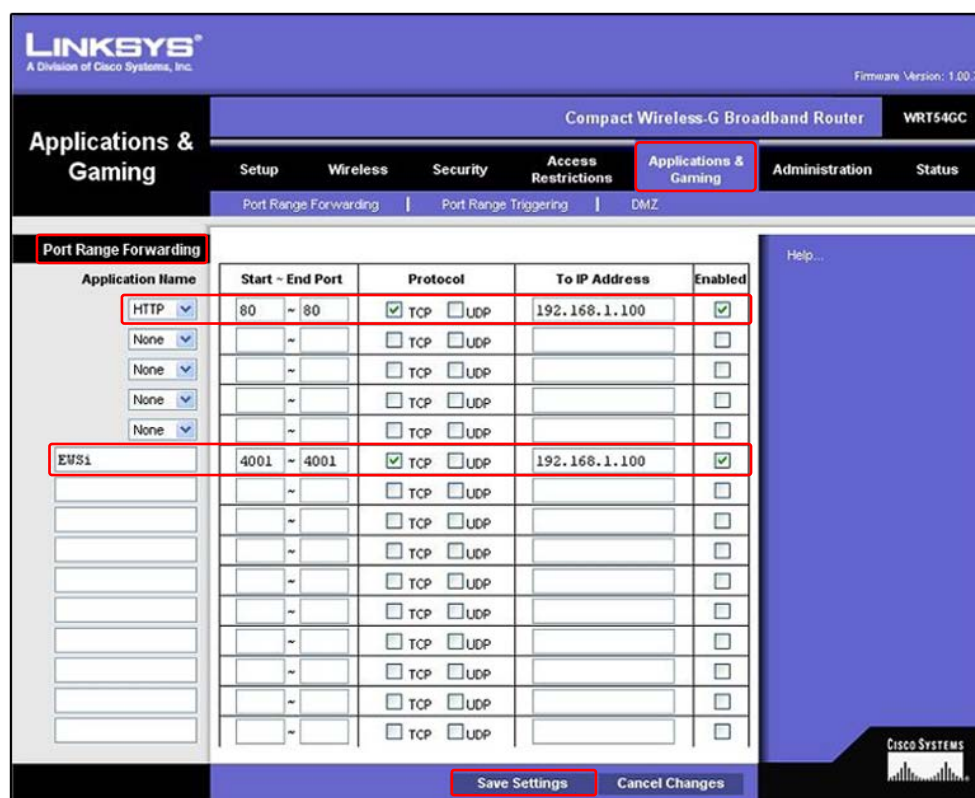 LINKSYS®
A Division of Cisco Systems, Inc.
Firmware Version: 1.00.
Compact Wireless-G Broadband Router WRT54GC
Applications & Gaming
Setup Wireless Security Access Restrictions Applications & Gaming Administration Status
Port Range Forwarding | Port Range Triggering | DMZ
Port Range Forwarding
Help...
Application Name Start ~ End Port Protocol To IP Address Enabled
HTTP 80 ~ 80 TCP UDP 192.168.1.100
None ~ TCP UDP
None ~ TCP UDP
None ~ TCP UDP
None ~ TCP UDP
EWSi 4001 ~ 4001 TCP UDP 192.168.1.100
~ TCP UDP
~ TCP UDP
~ TCP UDP
~ TCP UDP
~ TCP UDP
~ TCP UDP
~ TCP UDP
~ TCP UDP
~ TCP UDP
CISCO SYSTEMS
Save Settings Cancel Changes